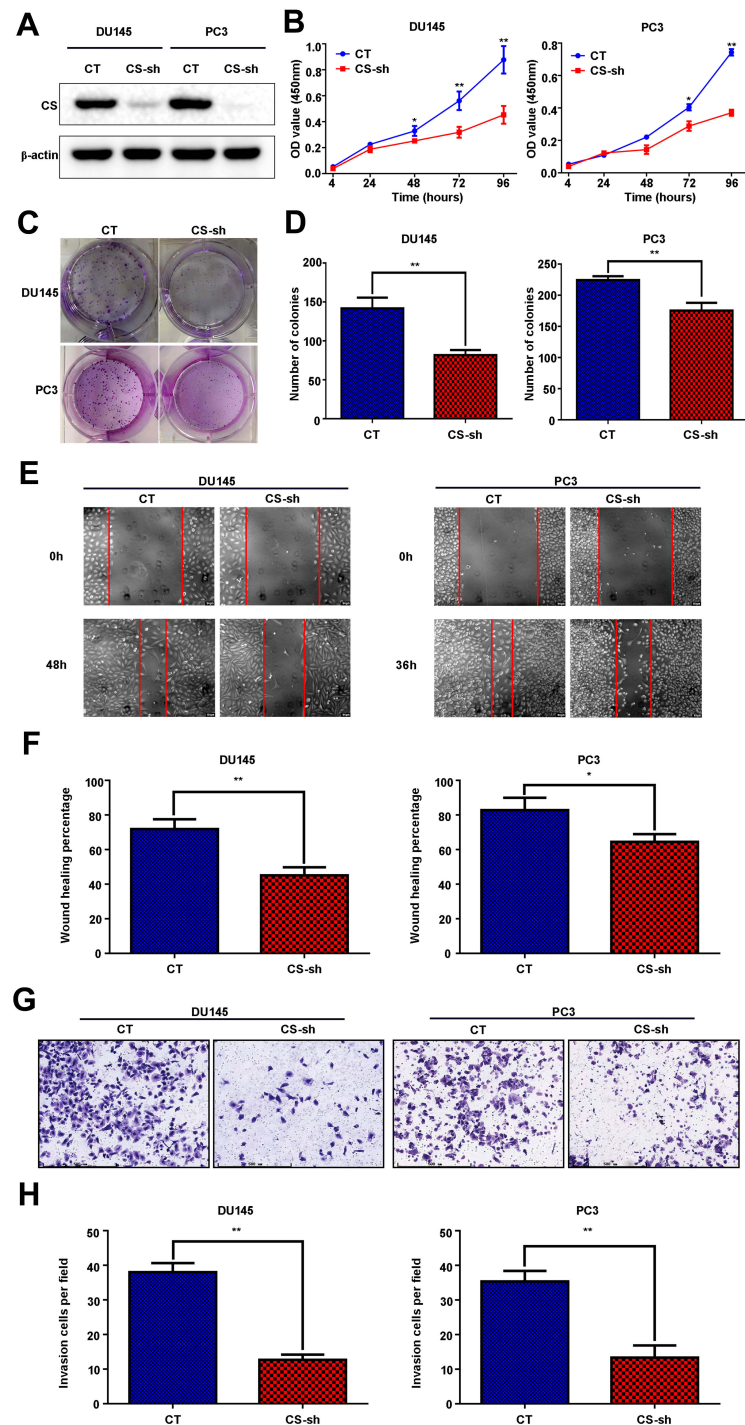 A
DU145 PC3
CT CS-sh CT CS-sh
CS
β-actin
B
DU145
OD value (450nm)
1.0
0.8
0.6
0.4
0.2
0.0
CT
CS-sh
*
**
**
4 24 48 72 96
Time (hours)
PC3
OD value (450nm)
0.8
0.6
0.4
0.2
0.0
CT
CS-sh
*
**
4 24 48 72 96
Time (hours)
C
CT CS-sh
DU145
PC3
D
DU145
Number of colonies
200
150
100
50
0
**
CT CS-sh
PC3
Number of colonies
250
200
150
100
50
0
**
CT CS-sh
E
DU145 PC3
CT CS-sh CT CS-sh
0h 0h
48h 36h
F
DU145
Wound healing percentage
100
80
60
40
20
0
**
CT CS-sh
PC3
Wound healing percentage
100
80
60
40
20
0
*
CT CS-sh
G
DU145 PC3
CT CS-sh CT CS-sh
H
DU145
Invasion cells per field
50
40
30
20
10
0
**
CT CS-sh
PC3
Invasion cells per field
50
40
30
20
10
0
**
CT CS-sh